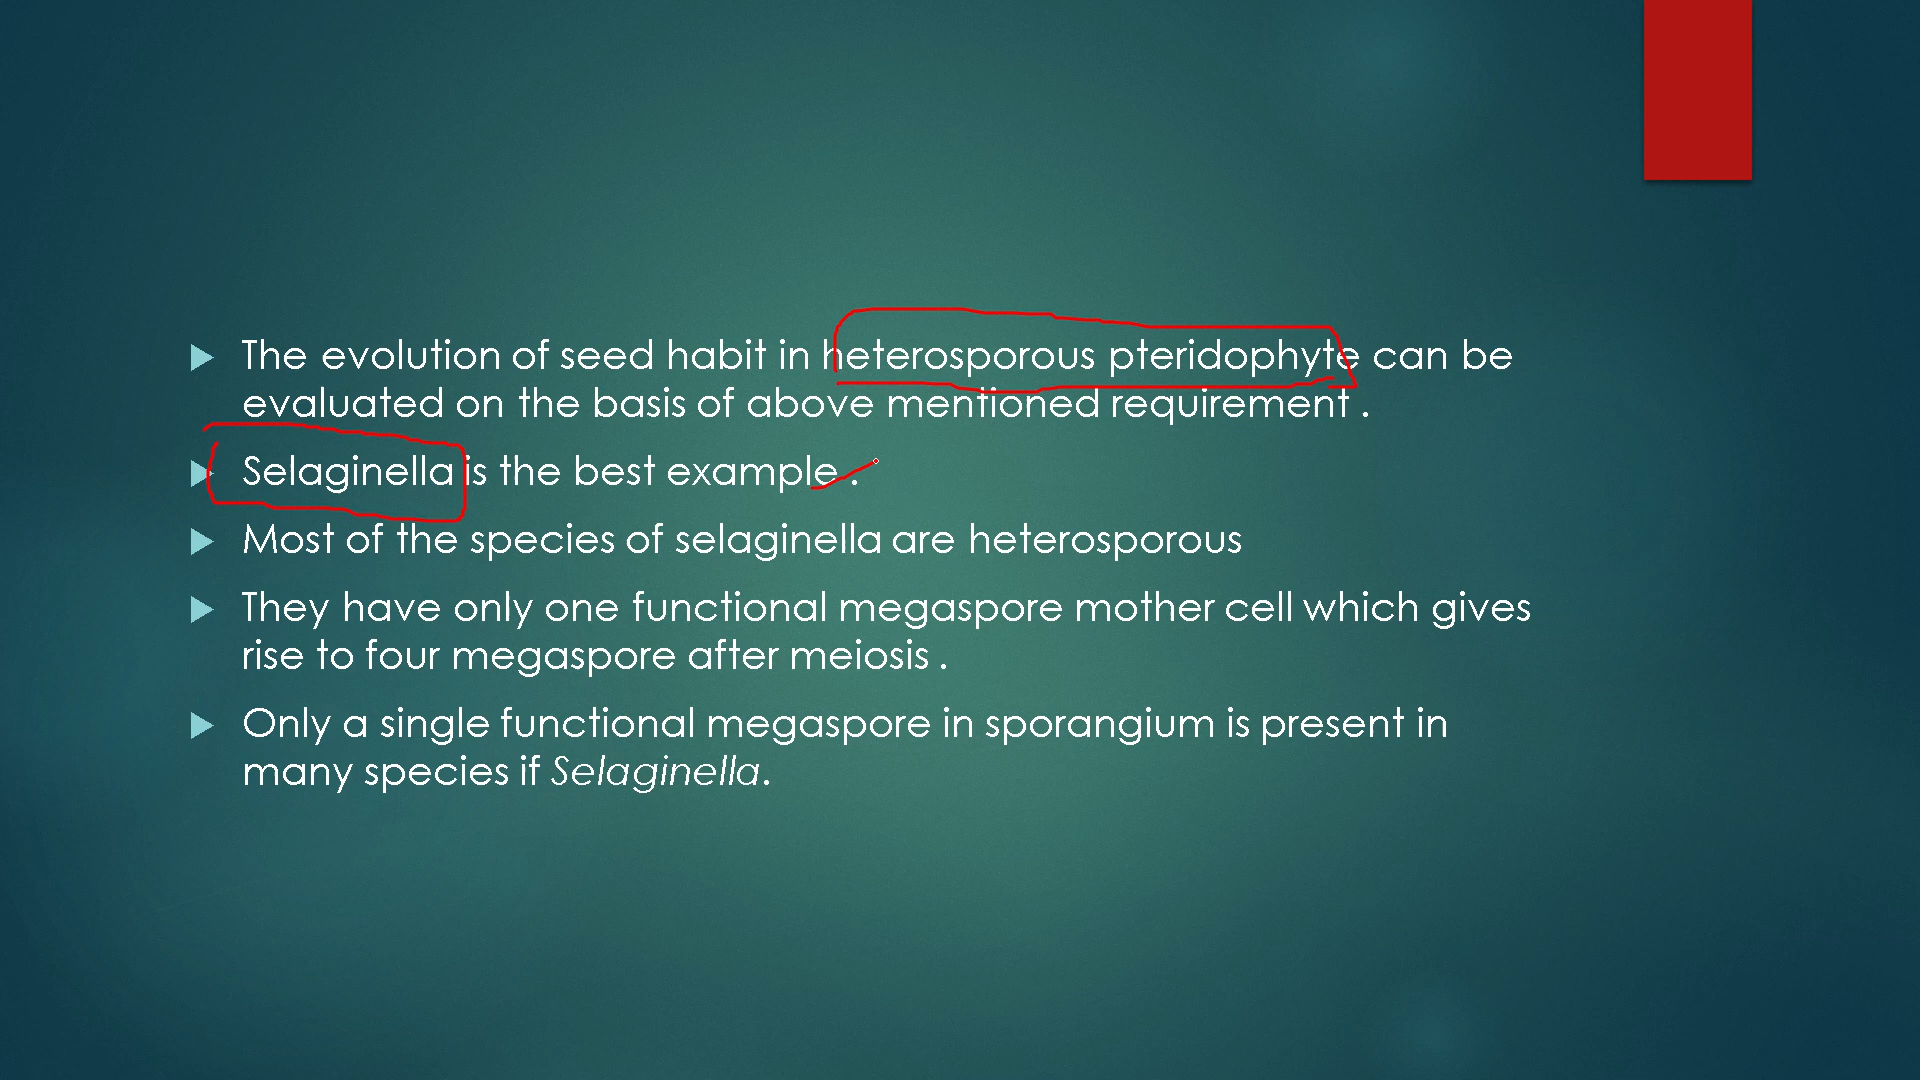 The evolution of seed habit in heterosporous pteridophyte can be
evaluated on the basis of above mentioned requirement .
Selaginella is the best example .
Most of the species of selaginella are heterosporous
They have only one functional megaspore mother cell which gives
rise to four megaspore after meiosis .
Only a single functional megaspore in sporangium is present in
many species if Selaginella.